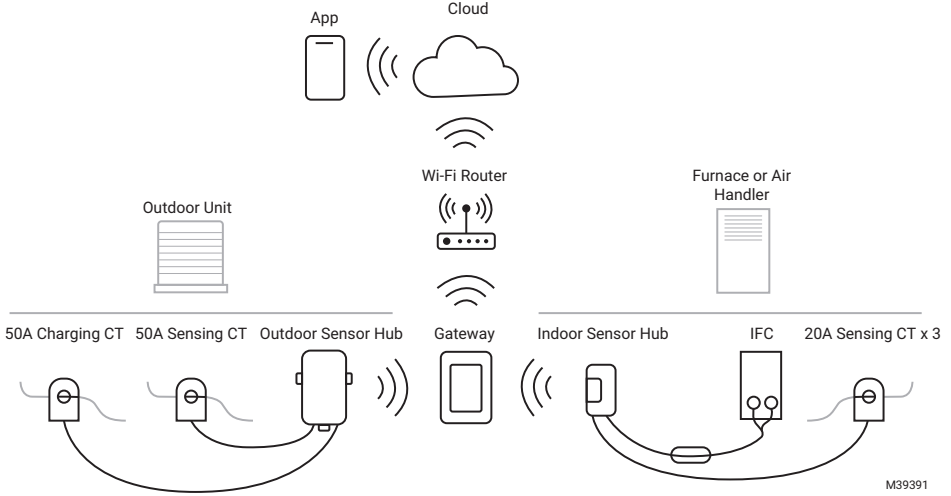 App
Cloud
Wi-Fi Router
Furnace or Air
Handler
Outdoor Unit
50A Charging CT
50A Sensing CT
Outdoor Sensor Hub
Gateway
Indoor Sensor Hub
IFC
20A Sensing CT x 3
M39391